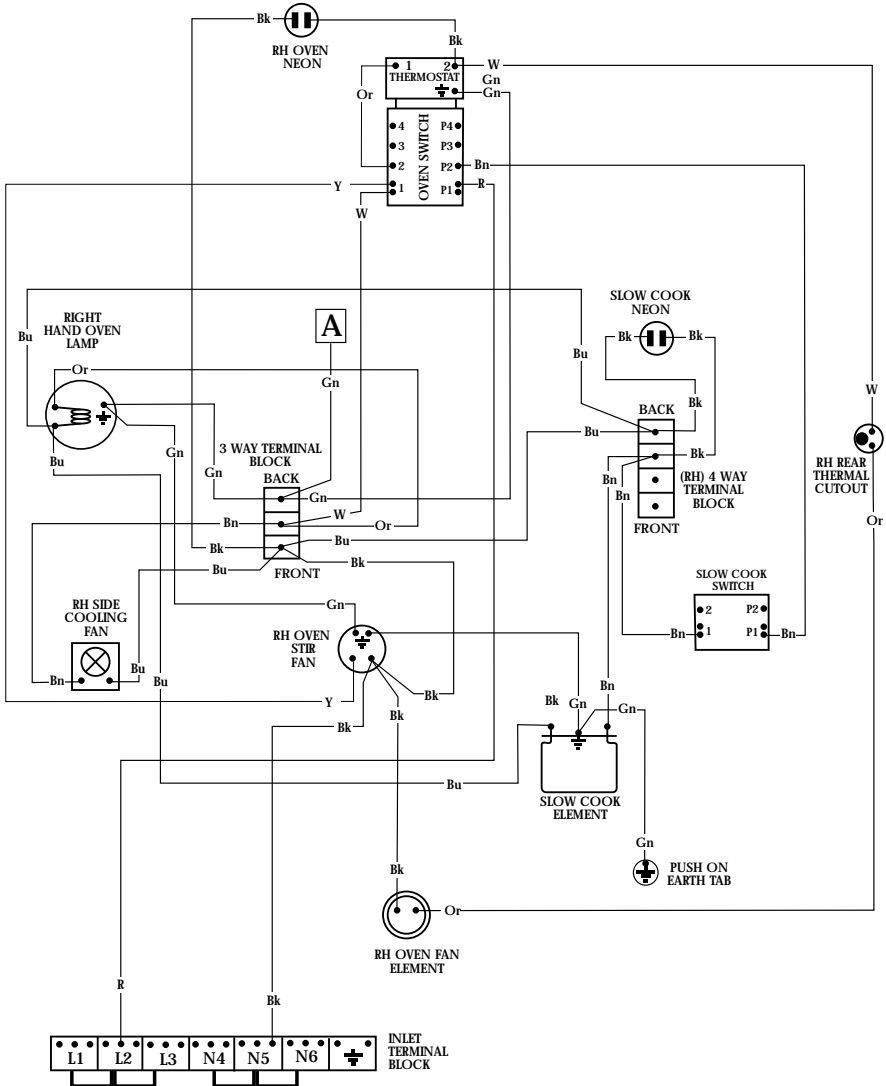 Bk
RH OVEN
NEON
Bk
1 2
THERMOSTAT
W
Gn
Gn
Or
4 P4
3 P3
2 P2
1 P1
OVEN SWITCH
Bn
R
Y
W
RIGHT
HAND OVEN
LAMP
Bu
Or
A
Gn
SLOW COOK
NEON
Bk
Bk
Bu
Bk
W
Bu
Gn
Gn
3 WAY TERMINAL
BLOCK
BACK
Gn
W
Bn
Or
Bu
Bk
FRONT
Bk
Bu
BACK
Bu
Bk
Bn
Bn
(RH) 4 WAY
TERMINAL
BLOCK
FRONT
RH REAR
THERMAL
CUTOUT
Or
SLOW COOK
SWITCH
2 P2
1 P1
Bn
Bn
RH SIDE
COOLING
FAN
Bn
Bu
Bu
Gn
RH OVEN
STIR
FAN
Y
Bk
Bk
Bk
Bk
Gn
Bn
Gn
Bu
SLOW COOK
ELEMENT
Gn
PUSH ON
EARTH TAB
Bk
Or
RH OVEN FAN
ELEMENT
R
Bk
L1 L2 L3 N4 N5 N6
INLET
TERMINAL
BLOCK